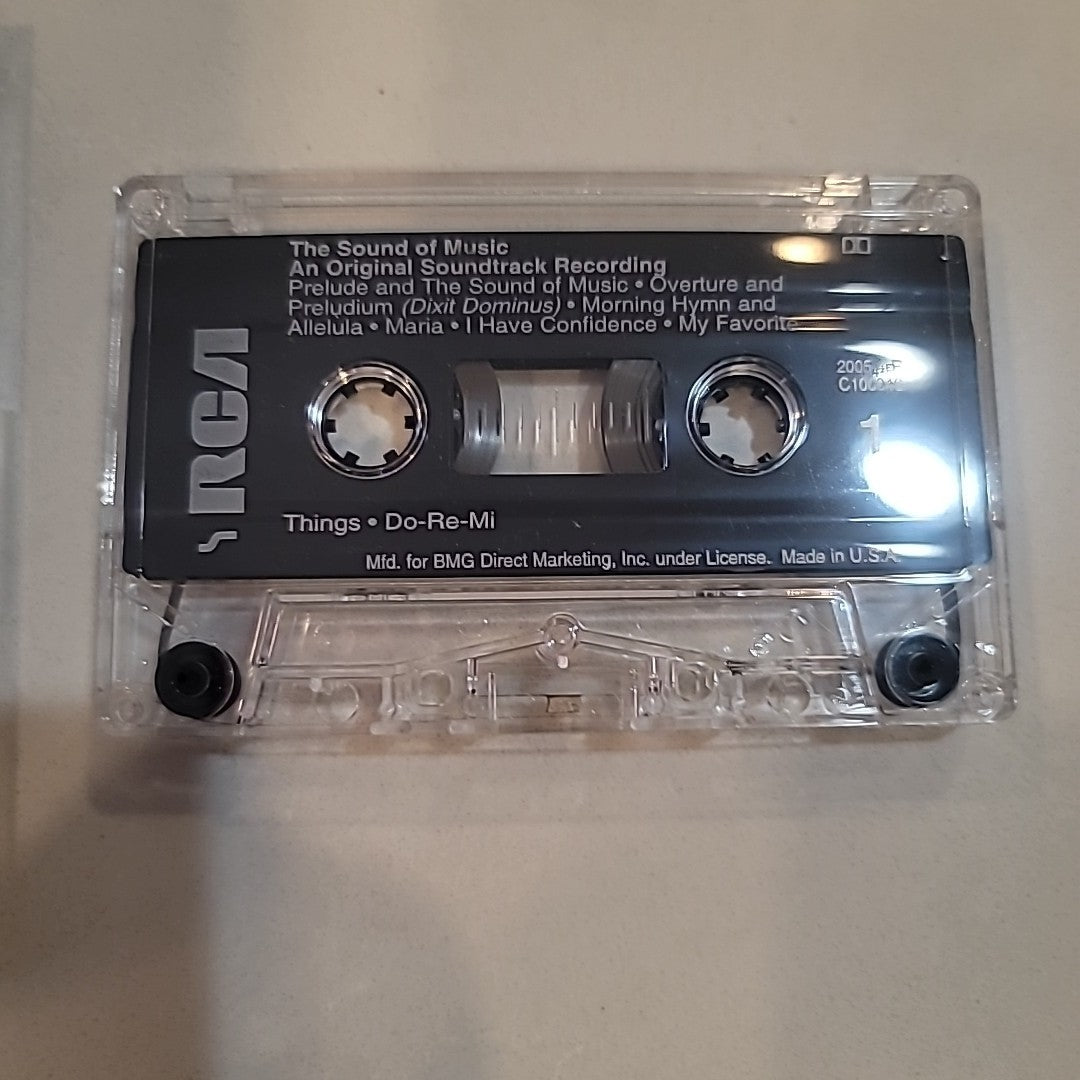 The Sound of Music
An Original Soundtrack Recording
Prelude and The Sound of Music • Overture and
Preludium (Dixit Dominus) • Morning Hymn and
Allelula • Maria • I Have Confidence • My Favorite
RCA
1
Things • Do-Re-Mi
Mfd. for BMG Direct Marketing, Inc. under License. Made in U.S.A.